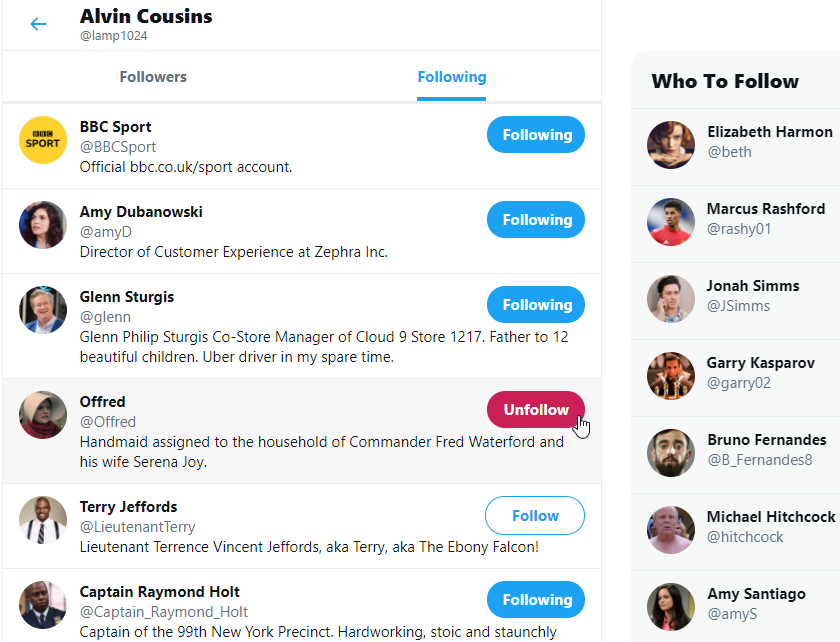 Alvin Cousins
@lamp1024
Followers
Following
BBC
SPORT
BBC Sport
@BBCSport
Official bbc.co.uk/sport account.
Following
Amy Dubanowski
@amyD
Director of Customer Experience at Zephra Inc.
Following
Glenn Sturgis
@glenn
Glenn Philip Sturgis Co-Store Manager of Cloud 9 Store 1217. Father to 12
beautiful children. Uber driver in my spare time.
Following
Offred
@Offred
Handmaid assigned to the household of Commander Fred Waterford and
his wife Serena Joy.
Unfollow
Terry Jeffords
@LieutenantTerry
Lieutenant Terrence Vincent Jeffords, aka Terry, aka The Ebony Falcon!
Follow
Captain Raymond Holt
@Captain_Raymond_Holt
Captain of the 99th New York Precinct. Hardworking, stoic and staunchly
Following
Who To Follow
Elizabeth Harmon
@beth
Marcus Rashford
@rashy01
Jonah Simms
@JSimms
Garry Kasparov
@garry02
Bruno Fernandes
@B_Fernandes8
Michael Hitchcock
@hitchcock
Amy Santiago
@amyS